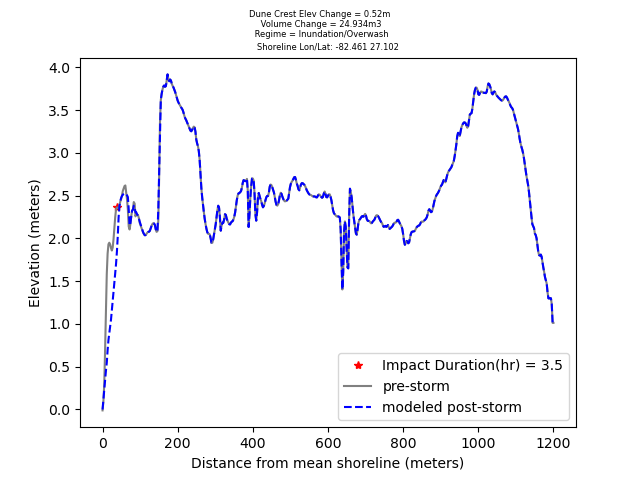 Dune Crest Elev Change = 0.52m
Volume Change = 24.934m3
Regime = Inundation/Overwash
Shoreline Lon/Lat: -82.461 27.102
4.0
3.5
3.0
2.5
2.0
1.5
1.0
0.5
0.0
Elevation (meters)
Impact Duration(hr) = 3.5
pre-storm
modeled post-storm
0 200 400 600 800 1000 1200
Distance from mean shoreline (meters)